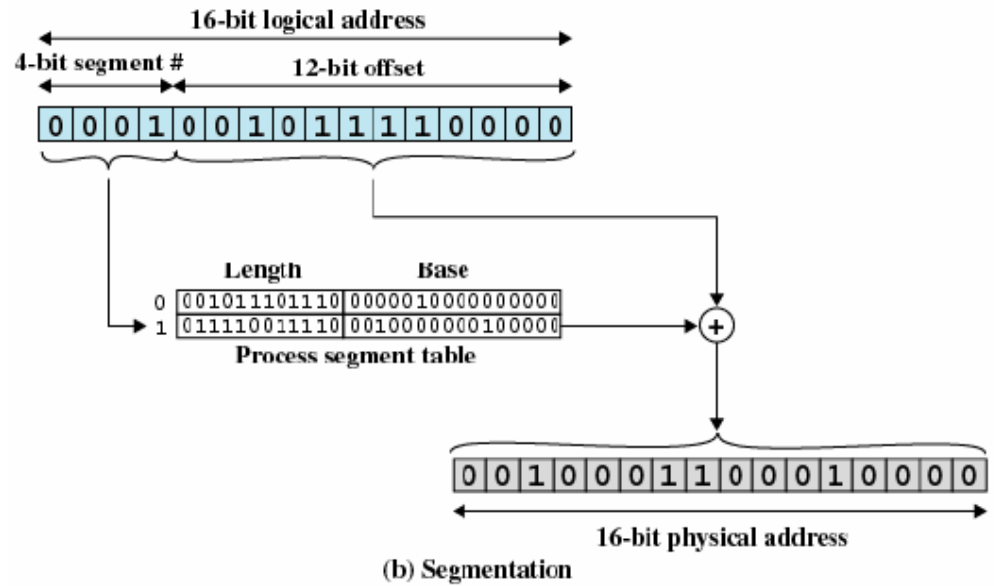 16-bit logical address
4-bit segment #
12-bit offset
0 0 0 1 0 0 1 0 1 1 1 1 0 0 0 0
Length Base
0 001011101110 0000010000000000
1 011110011110 0010000000100000
+
Process segment table
0 0 1 0 0 0 1 1 0 0 0 1 0 0 0 0
16-bit physical address
(b) Segmentation